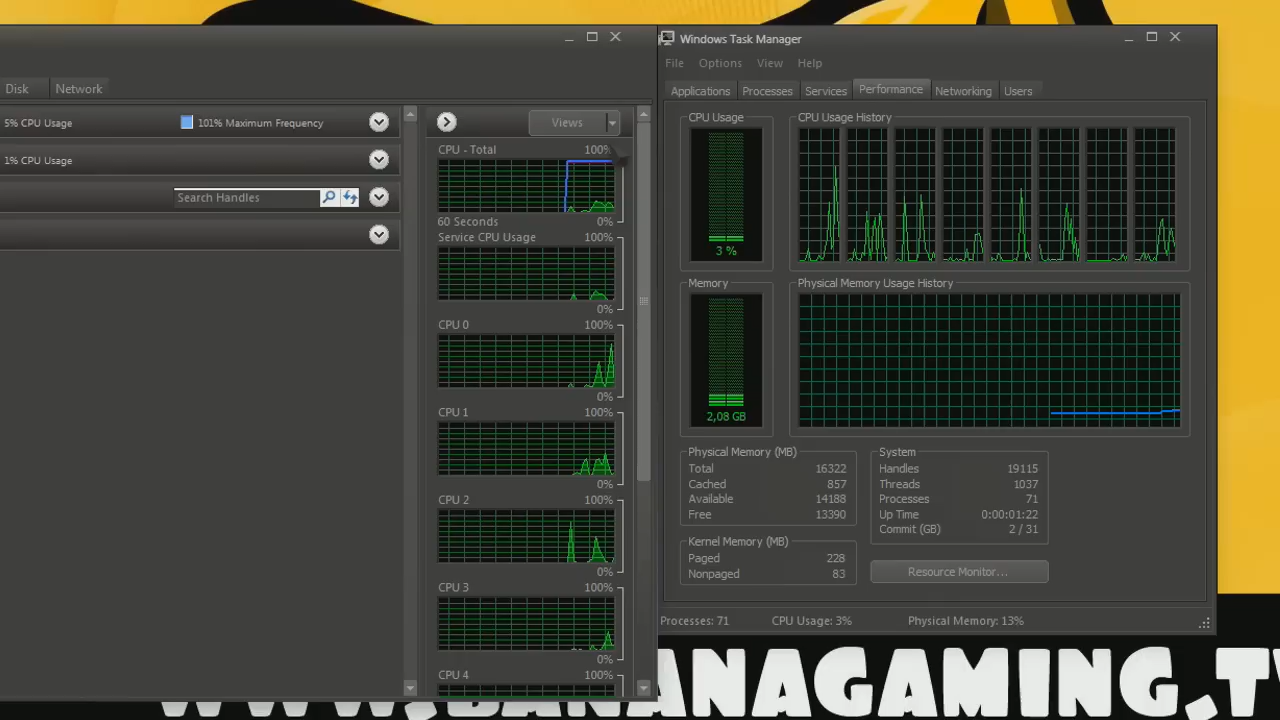 Disk Network
5% CPU Usage 101% Maximum Frequency
1% CPU Usage
Search Handles
Views
CPU - Total 100%
60 Seconds 0%
Service CPU Usage 100%
0%
CPU 0 100%
0%
CPU 1 100%
0%
CPU 2 100%
0%
CPU 3 100%
0%
CPU 4 100%
Windows Task Manager
File Options View Help
Applications Processes Services Performance Networking Users
CPU Usage CPU Usage History
3 %
Memory Physical Memory Usage History
2,08 GB
Physical Memory (MB)
Total 16322
Cached 857
Available 14188
Free 13390
Kernel Memory (MB)
Paged 228
Nonpaged 83
System
Handles 19115
Threads 1037
Processes 71
Up Time 0:00:01:22
Commit (GB) 2 / 31
Resource Monitor...
Processes: 71 CPU Usage: 3% Physical Memory: 13%
WWW.BANANAGAMING.TV